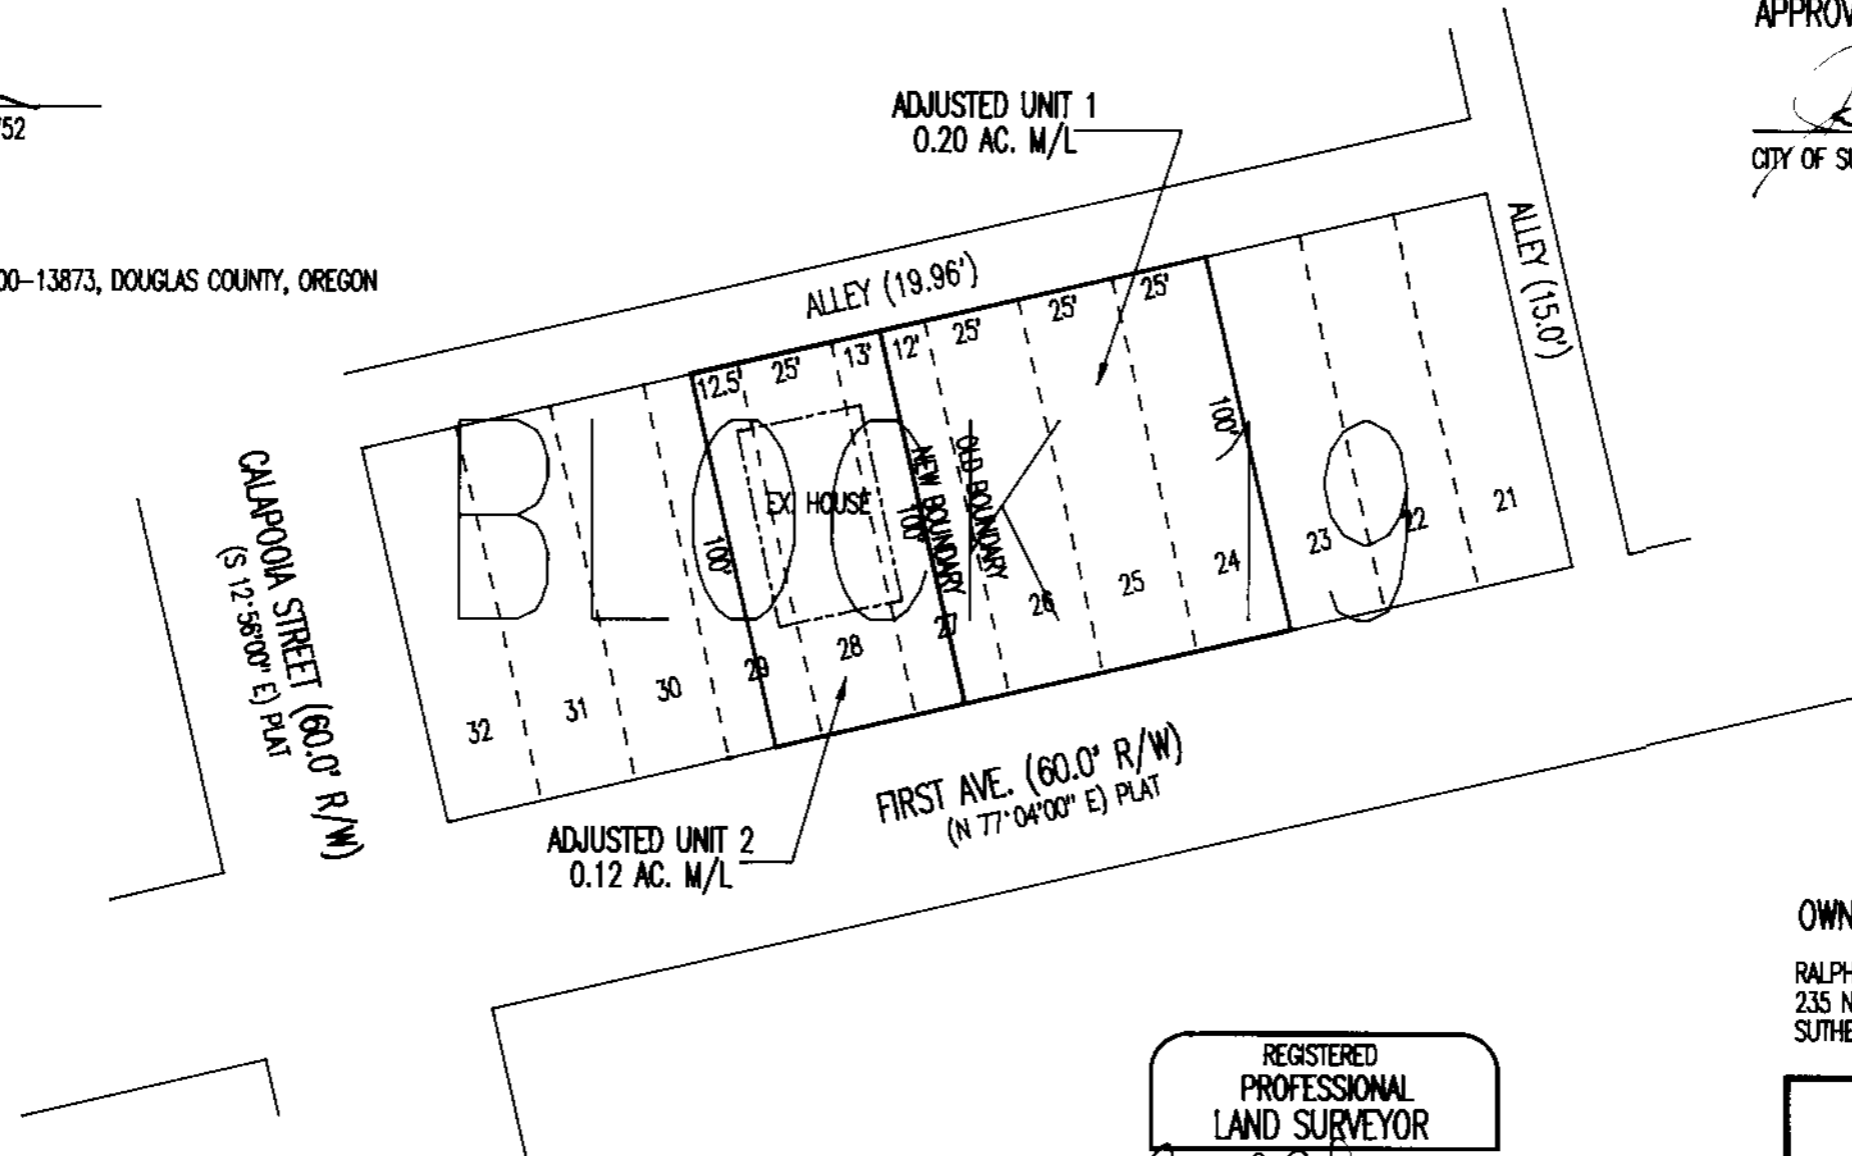 APPROV
752
CITY OF SU
ADJUSTED UNIT 1
0.20 AC. M/L
00-13873, DOUGLAS COUNTY, OREGON
ALLEY (19.96')
ALLEY (15.0')
12.5'
25'
13'
12'
25'
25'
25'
100'
100'
100'
BLOCK 19
EX. HOUSE
NEW BOUNDARY
OLD BOUNDARY
32
31
30
29
28
27
26
25
24
23
22
21
CALAPOOIA STREET (60.0' R/W)
(S 12°56'00" E) PLAT
FIRST AVE. (60.0' R/W)
(N 77°04'00" E) PLAT
ADJUSTED UNIT 2
0.12 AC. M/L
OWN
RALPH
235 N
SUTHE
REGISTERED
PROFESSIONAL
LAND SURVEYOR